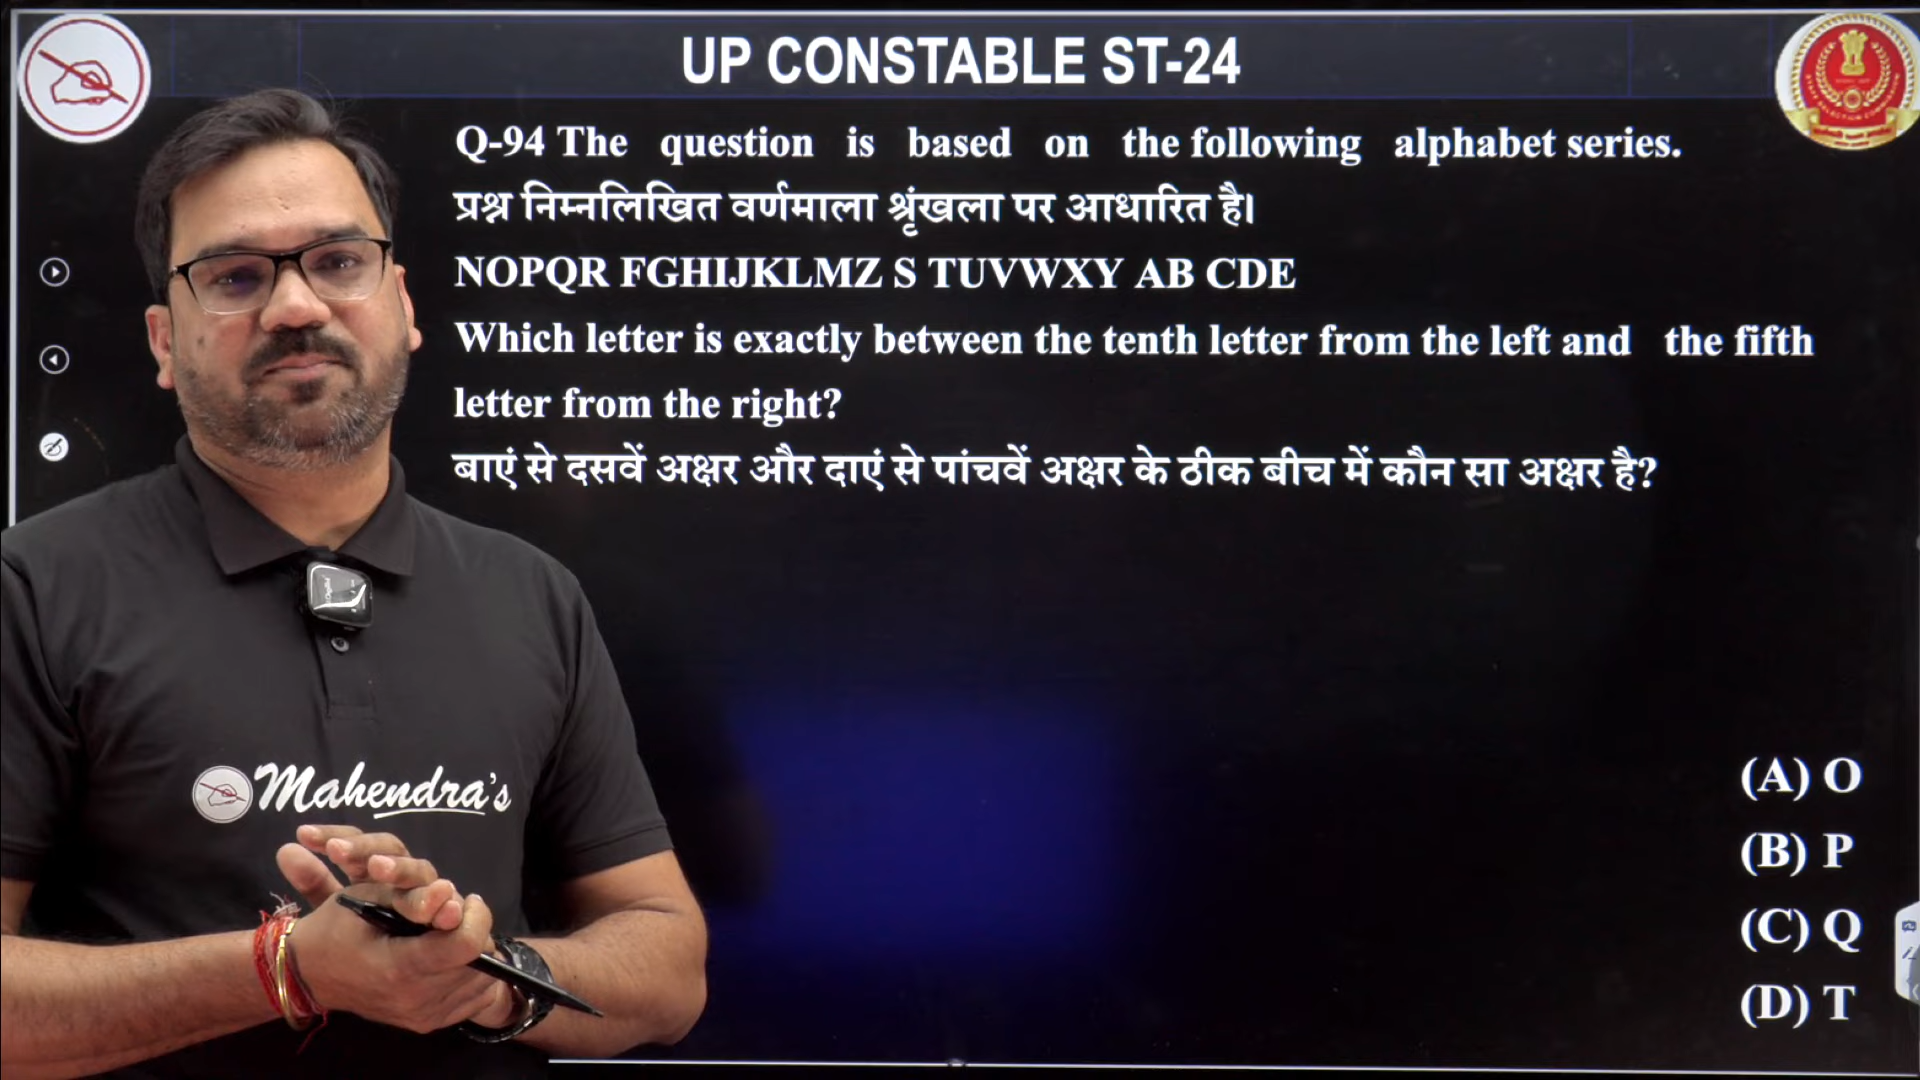 UP CONSTABLE ST-24
Q-94 The question is based on the following alphabet series.
प्रश्न निम्नलिखित वर्णमाला श्रृंखला पर आधारित है।
NOPQR FGHIJKLMZ S TUVWXY AB CDE
Which letter is exactly between the tenth letter from the left and the fifth
letter from the right?
बाएं से दसवें अक्षर और दाएं से पांचवें अक्षर के ठीक बीच में कौन सा अक्षर है?
(A) O
(B) P
(C) Q
(D) T
Mahendra's